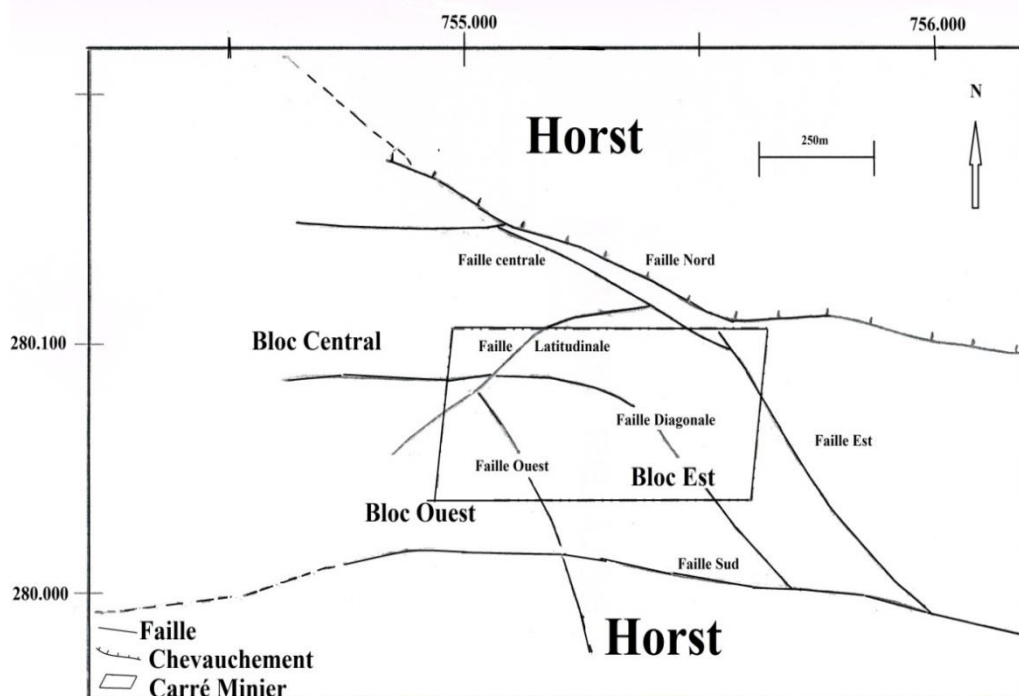 755.000
756.000
N
Horst
250m
Faille centrale
Faille Nord
280.100
Bloc Central
Faille Latitudinale
Faille Diagonale
Faille Est
Faille Ouest
Bloc Est
Bloc Ouest
Faille Sud
280.000
Horst
Faille
Chevauchement
Carré Minier